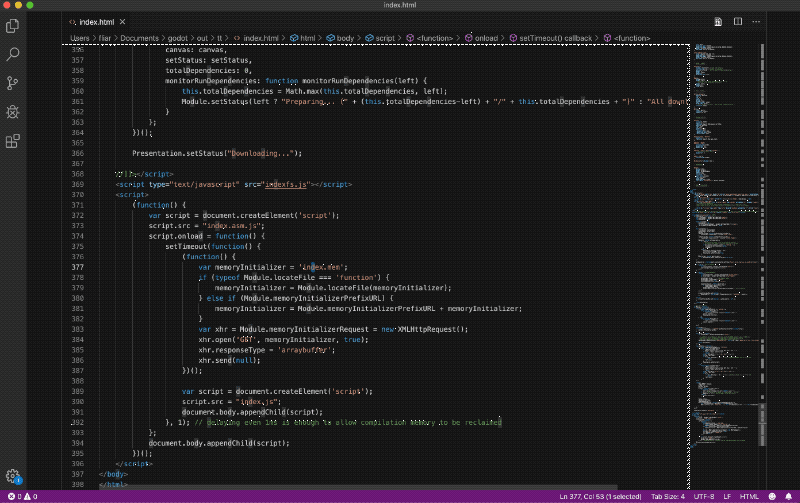 index.html
index.html
Users > liar > Documents > godot > out > tt > index.html > html > body > script > <function> > onload > setTimeout() callback > <function>
356 canvas: canvas,
357 setStatus: setStatus,
358 totalDependencies: 0,
359 monitorRunDependencies: function monitorRunDependencies(left) {
360 this.totalDependencies = Math.max(this.totalDependencies, left);
361 Module.setStatus(left ? "Preparing... (" + (this.totalDependencies-left) + "/" + this.totalDependencies + ")" : "All down
362 }
363 };
364 })();
365
366 Presentation.setStatus("Downloading...");
367
368 //]]></script>
369 <script type="text/javascript" src="indexfs.js"></script>
370 <script>
371 (function() {
372 var script = document.createElement('script');
373 script.src = "index.asm.js";
374 script.onload = function() {
375 setTimeout(function() {
376 (function() {
377 var memoryInitializer = 'index.mem';
378 if (typeof Module.locateFile === 'function') {
379 memoryInitializer = Module.locateFile(memoryInitializer);
380 } else if (Module.memoryInitializerPrefixURL) {
381 memoryInitializer = Module.memoryInitializerPrefixURL + memoryInitializer;
382 }
383 var xhr = Module.memoryInitializerRequest = new XMLHttpRequest();
384 xhr.open('GET', memoryInitializer, true);
385 xhr.responseType = 'arraybuffer';
386 xhr.send(null);
387 })();
388
389 var script = document.createElement('script');
390 script.src = "index.js";
391 document.body.appendChild(script);
392 }, 1); // delaying even 1ms is enough to allow compilation memory to be reclaimed
393 };
394 document.body.appendChild(script);
395 })();
396 </script>
397 </body>
398 </html>
0 0 Ln 377, Col 53 (1 selected) Tab Size: 4 UTF-8 LF HTML